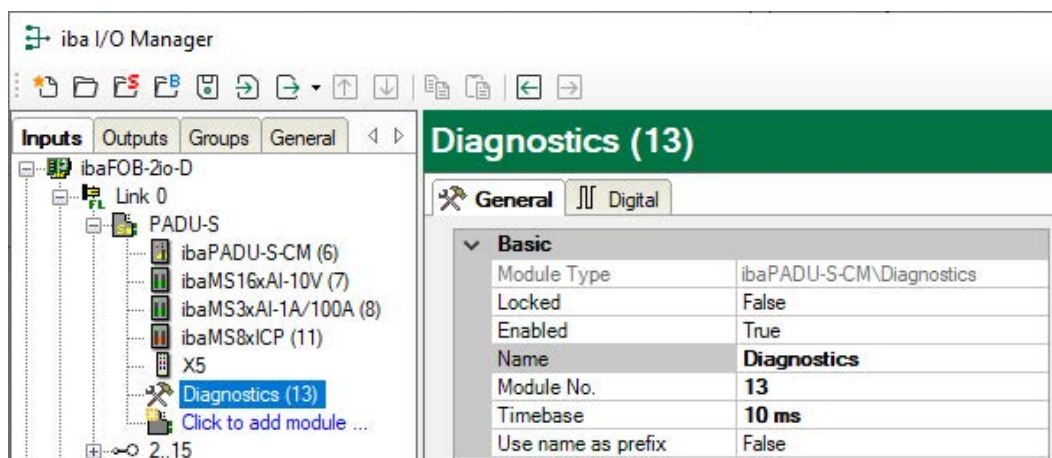 iba I/O Manager
Inputs Outputs Groups General
ibaFOB-2io-D
Link 0
PADU-S
ibaPADU-S-CM (6)
ibaMS16xAI-10V (7)
ibaMS3xAI-1A/100A (8)
ibaMS8xICP (11)
X5
Diagnostics (13)
Click to add module ...
2..15
Diagnostics (13)
General Digital
Basic
Module Type ibaPADU-S-CM\Diagnostics
Locked False
Enabled True
Name Diagnostics
Module No. 13
Timebase 10 ms
Use name as prefix False